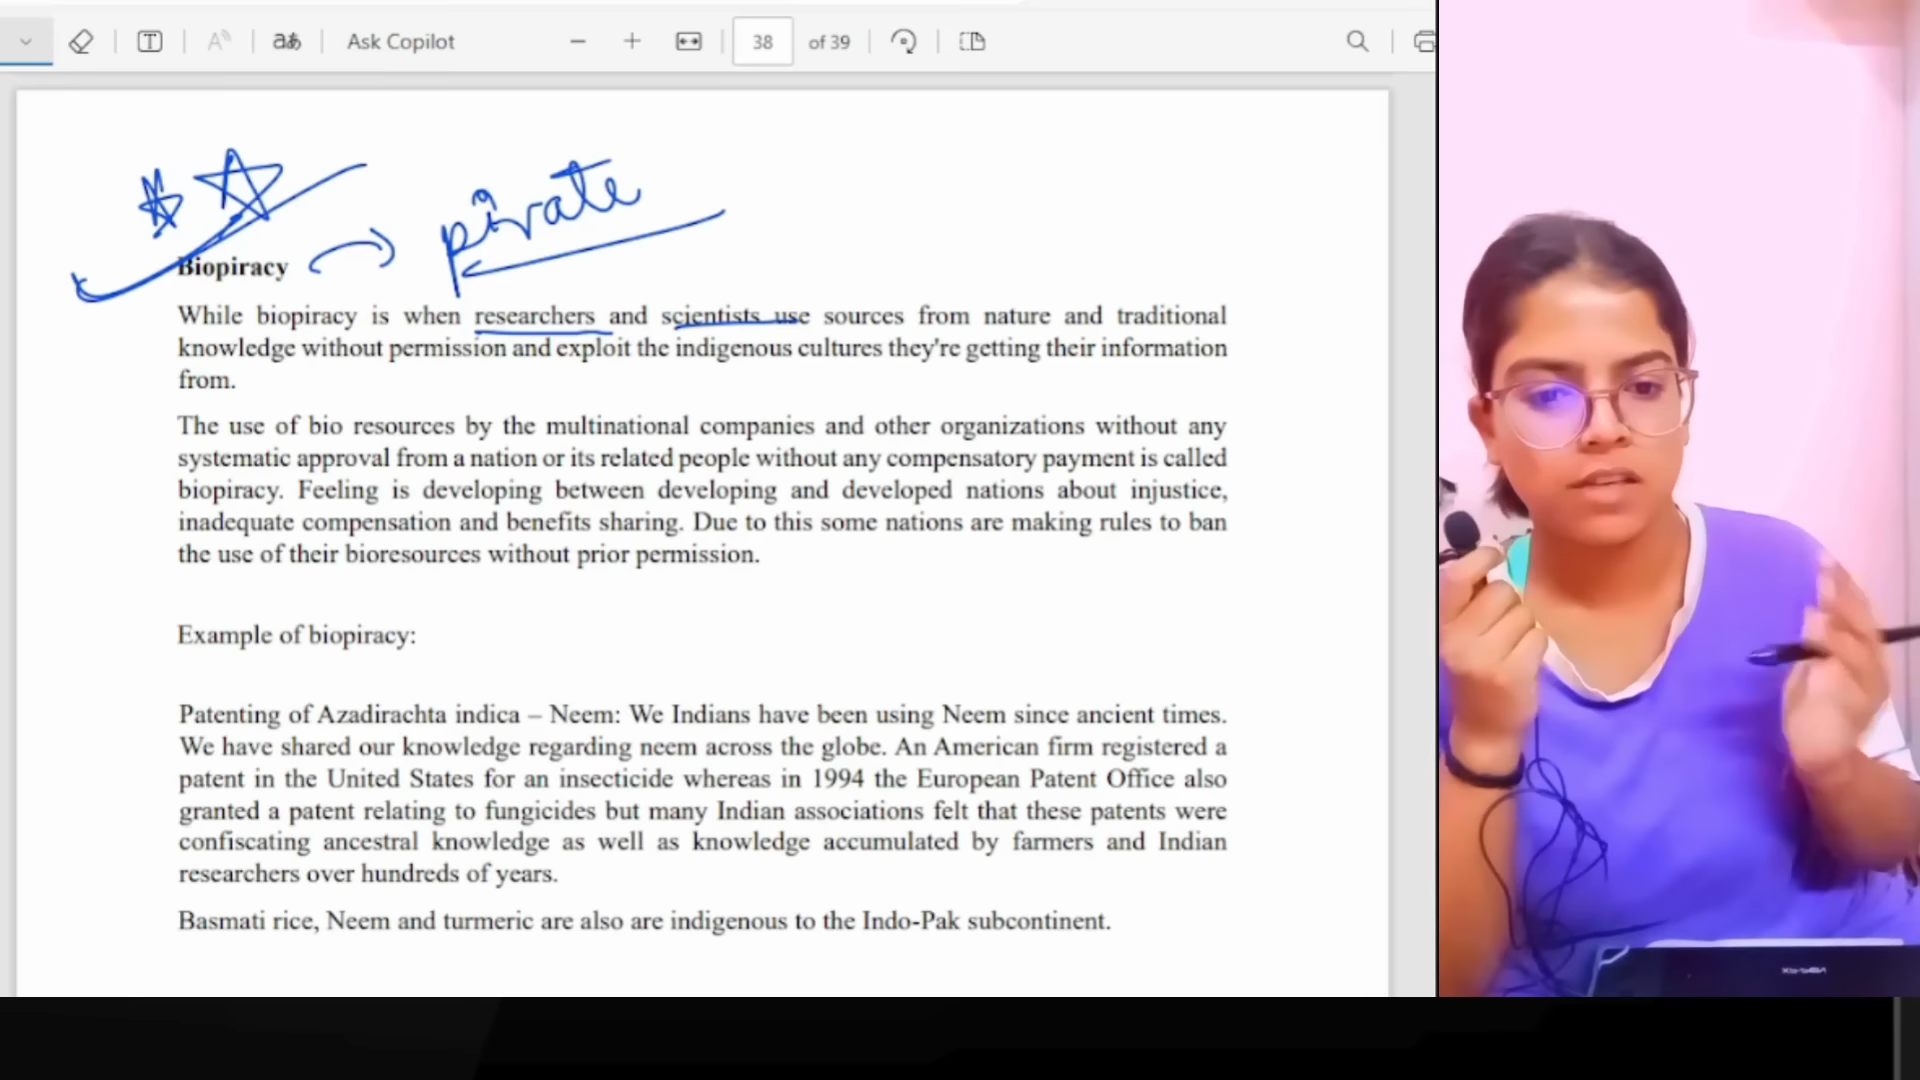 Ask Copilot
38 of 39
private
Biopiracy
While biopiracy is when researchers and scientists use sources from nature and traditional
knowledge without permission and exploit the indigenous cultures they're getting their information
from.
The use of bio resources by the multinational companies and other organizations without any
systematic approval from a nation or its related people without any compensatory payment is called
biopiracy. Feeling is developing between developing and developed nations about injustice,
inadequate compensation and benefits sharing. Due to this some nations are making rules to ban
the use of their bioresources without prior permission.
Example of biopiracy:
Patenting of Azadirachta indica – Neem: We Indians have been using Neem since ancient times.
We have shared our knowledge regarding neem across the globe. An American firm registered a
patent in the United States for an insecticide whereas in 1994 the European Patent Office also
granted a patent relating to fungicides but many Indian associations felt that these patents were
confiscating ancestral knowledge as well as knowledge accumulated by farmers and Indian
researchers over hundreds of years.
Basmati rice, Neem and turmeric are also are indigenous to the Indo-Pak subcontinent.